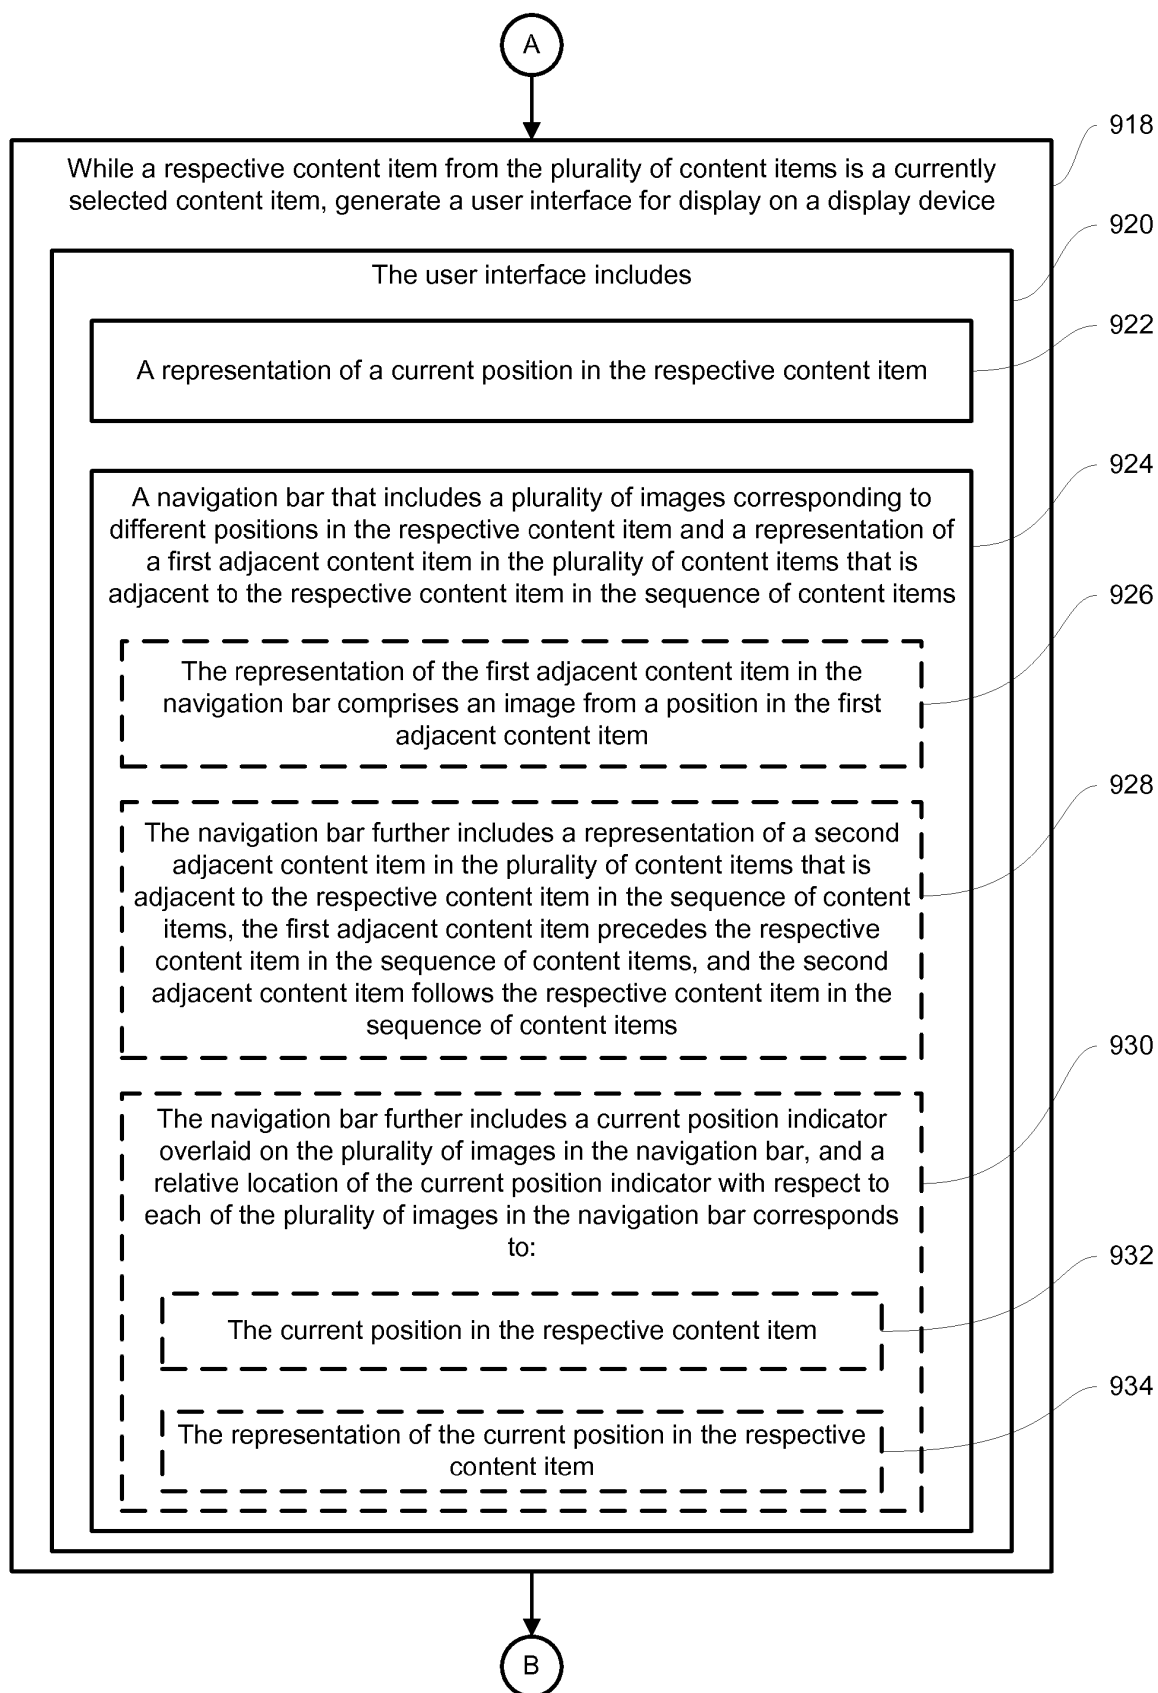 A
918
While a respective content item from the plurality of content items is a currently
selected content item, generate a user interface for display on a display device
920
The user interface includes
922
A representation of a current position in the respective content item
924
A navigation bar that includes a plurality of images corresponding to
different positions in the respective content item and a representation of
a first adjacent content item in the plurality of content items that is
adjacent to the respective content item in the sequence of content items
926
The representation of the first adjacent content item in the
navigation bar comprises an image from a position in the first
adjacent content item
928
The navigation bar further includes a representation of a second
adjacent content item in the plurality of content items that is
adjacent to the respective content item in the sequence of content
items, the first adjacent content item precedes the respective
content item in the sequence of content items, and the second
adjacent content item follows the respective content item in the
sequence of content items
930
The navigation bar further includes a current position indicator
overlaid on the plurality of images in the navigation bar, and a
relative location of the current position indicator with respect to
each of the plurality of images in the navigation bar corresponds
to:
932
The current position in the respective content item
934
The representation of the current position in the respective
content item
B